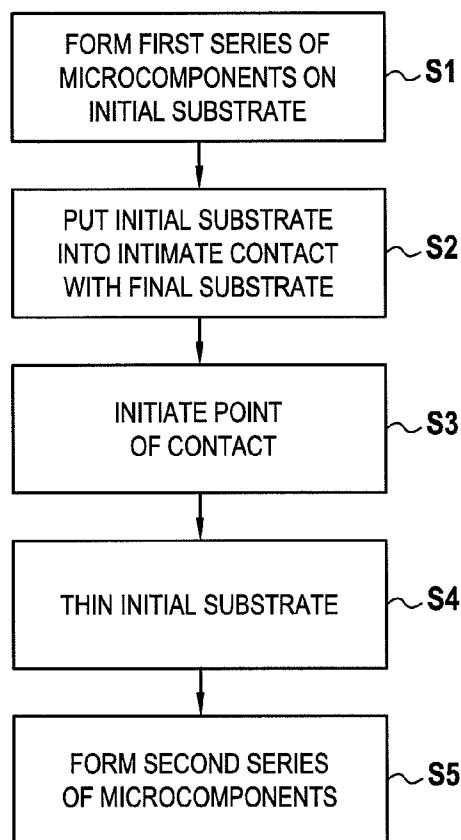 FORM FIRST SERIES OF
MICROCOMPONENTS ON
INITIAL SUBSTRATE
S1
PUT INITIAL SUBSTRATE
INTO INTIMATE CONTACT
WITH FINAL SUBSTRATE
S2
INITIATE POINT
OF CONTACT
S3
THIN INITIAL SUBSTRATE
S4
FORM SECOND SERIES
OF MICROCOMPONENTS
S5